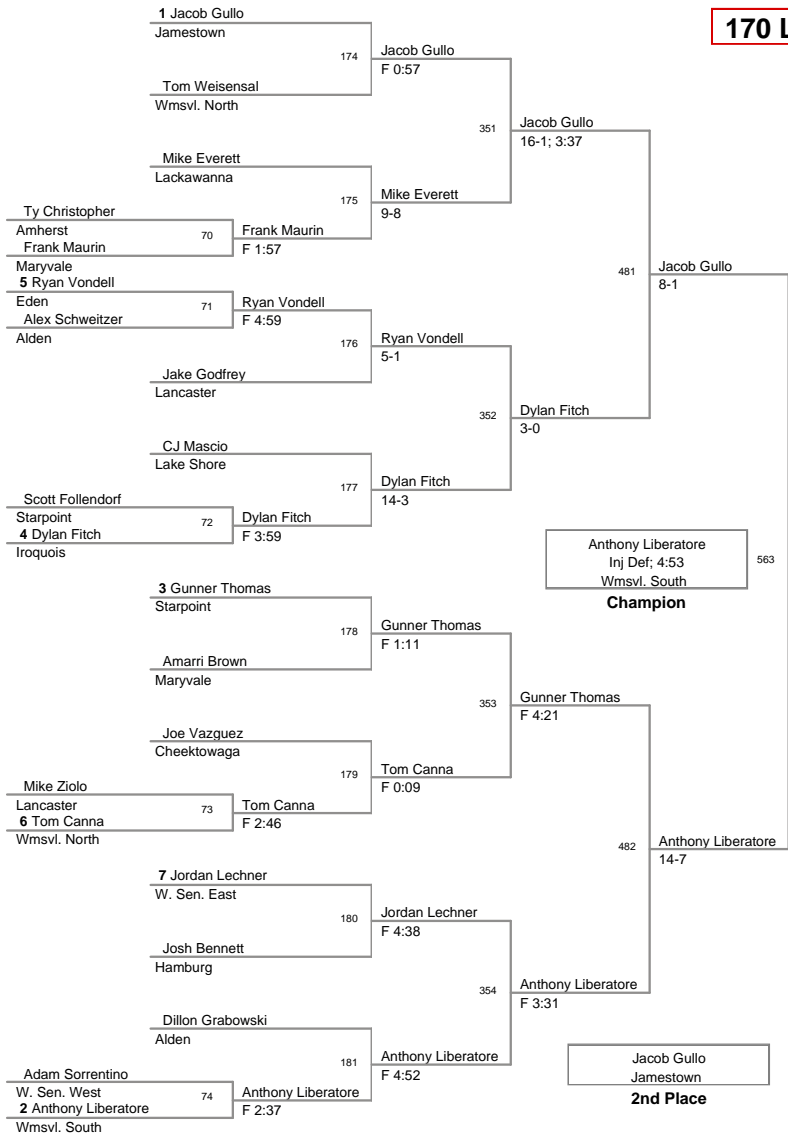 170 L
1 Jacob Gullo
Jamestown
174
Jacob Gullo
F 0:57
Tom Weisensal
Wmsvl. North
351
Jacob Gullo
16-1; 3:37
Mike Everett
Lackawanna
175
Mike Everett
9-8
Ty Christopher
Amherst
70
Frank Maurin
F 1:57
Frank Maurin
Maryvale
481
Jacob Gullo
8-1
5 Ryan Vondell
Eden
71
Ryan Vondell
F 4:59
Alex Schweitzer
Alden
176
Ryan Vondell
5-1
Jake Godfrey
Lancaster
352
Dylan Fitch
3-0
CJ Mascio
Lake Shore
177
Dylan Fitch
14-3
Scott Follendorf
Starpoint
72
Dylan Fitch
F 3:59
4 Dylan Fitch
Iroquois
Anthony Liberatore
Inj Def; 4:53
Wmsvl. South
563
Champion
3 Gunner Thomas
Starpoint
178
Gunner Thomas
F 1:11
Amarri Brown
Maryvale
353
Gunner Thomas
F 4:21
Joe Vazguez
Cheektowaga
179
Tom Canna
F 0:09
Mike Ziolo
Lancaster
73
Tom Canna
F 2:46
6 Tom Canna
Wmsvl. North
482
Anthony Liberatore
14-7
7 Jordan Lechner
W. Sen. East
180
Jordan Lechner
F 4:38
Josh Bennett
Hamburg
354
Anthony Liberatore
F 3:31
Dillon Grabowski
Alden
181
Anthony Liberatore
F 4:52
Adam Sorrentino
W. Sen. West
74
Anthony Liberatore
F 2:37
2 Anthony Liberatore
Wmsvl. South
Jacob Gullo
Jamestown
2nd Place